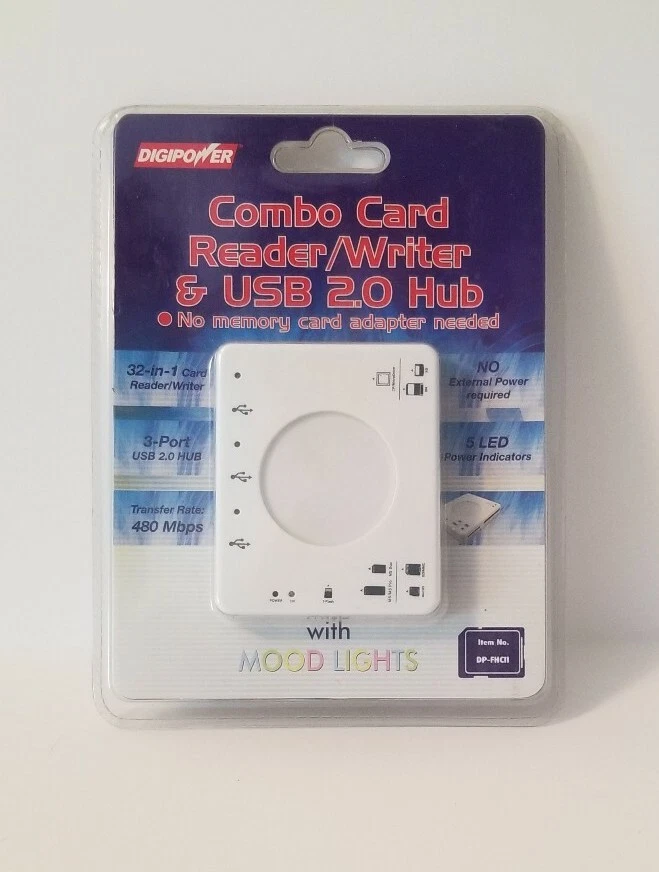 DIGIPOWER
Combo Card
Reader/Writer
& USB 2.0 Hub
• No memory card adapter needed
32-in-1 Card
Reader/Writer
3-Port
USB 2.0 HUB
Transfer Rate:
480 Mbps
NO
External Power
required
5 LED
Power Indicators
POWER
with
MOOD LIGHTS
Item No.
DP-FHC11